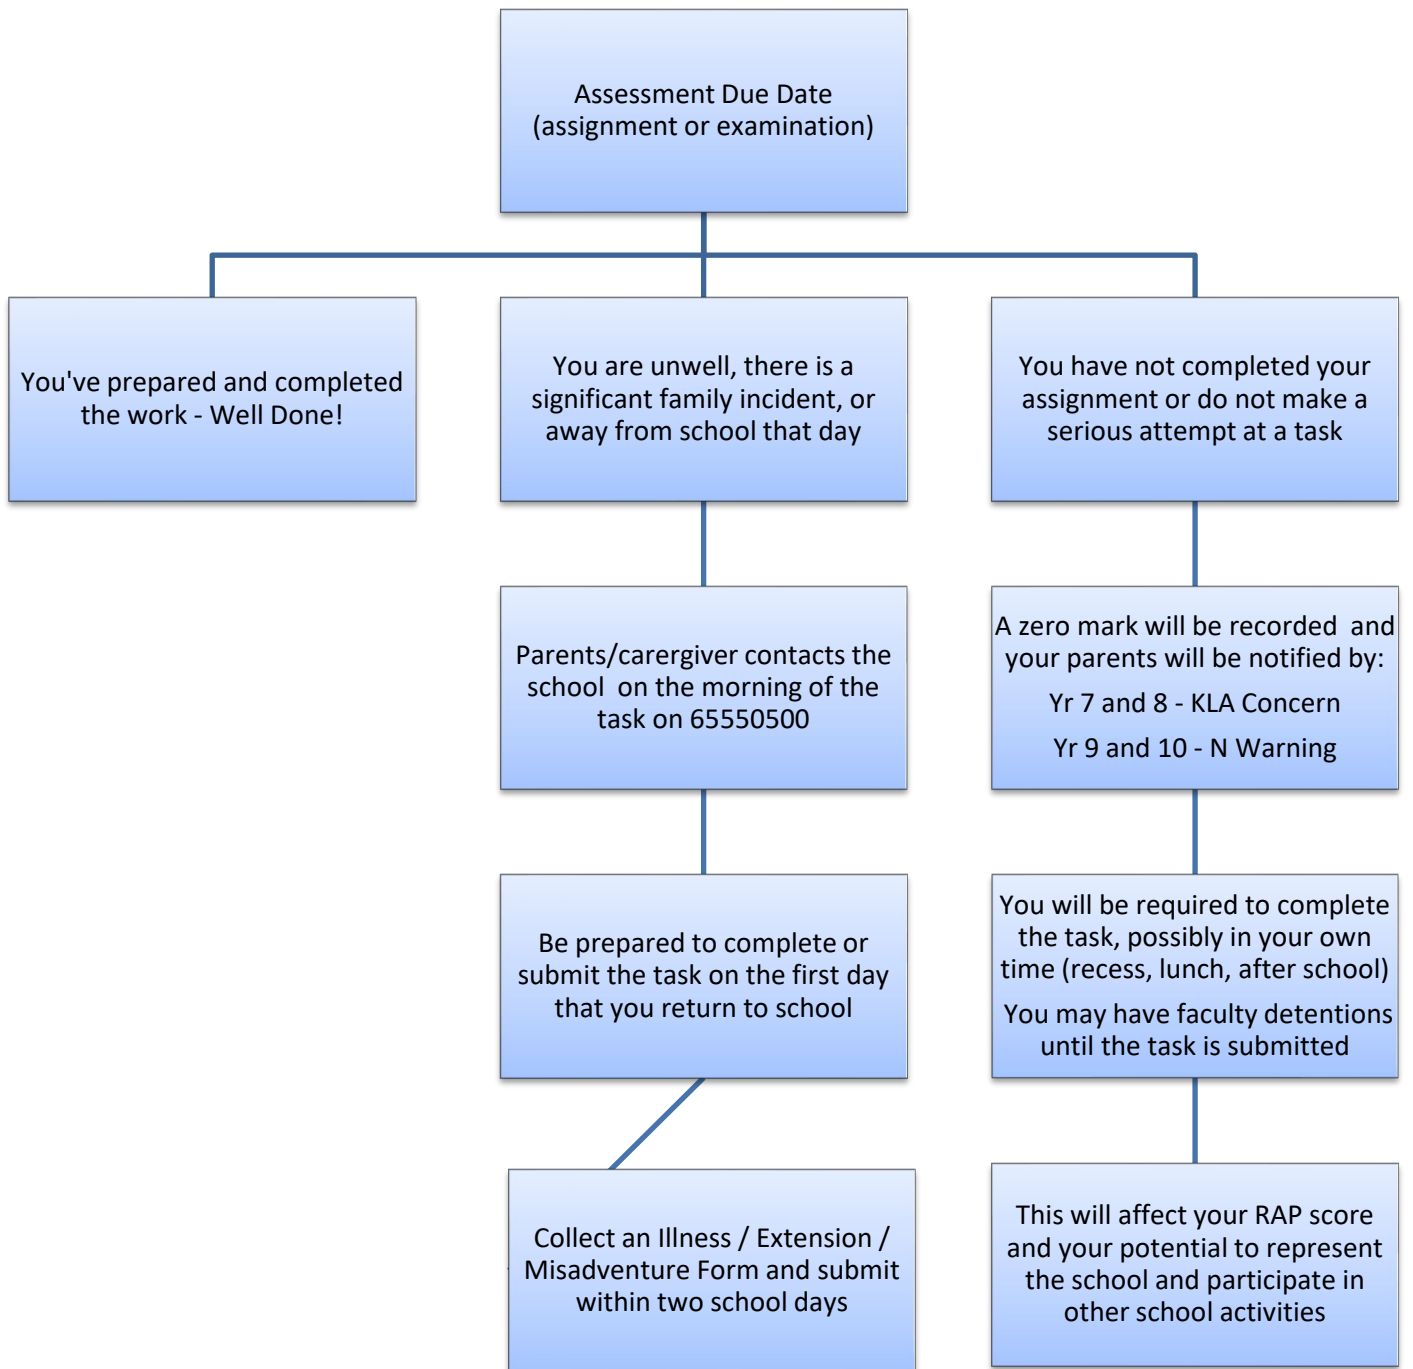 Assessment Due Date
(assignment or examination)
You've prepared and completed
the work - Well Done!
You are unwell, there is a
significant family incident, or
away from school that day
You have not completed your
assignment or do not make a
serious attempt at a task
Parents/carergiver contacts the
school on the morning of the
task on 65550500
A zero mark will be recorded and
your parents will be notified by:
Yr 7 and 8 - KLA Concern
Yr 9 and 10 - N Warning
Be prepared to complete or
submit the task on the first day
that you return to school
You will be required to complete
the task, possibly in your own
time (recess, lunch, after school)
You may have faculty detentions
until the task is submitted
Collect an Illness / Extension /
Misadventure Form and submit
within two school days
This will affect your RAP score
and your potential to represent
the school and participate in
other school activities